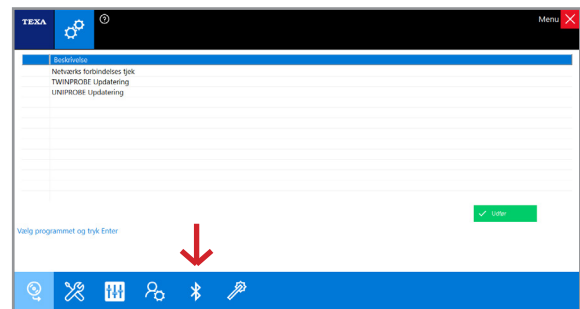 TEXA
Menu
Beskrivelse
Netværks forbindelses tjek
TWINPROBE Updatering
UNIPROBE Updatering
Udfør
Vælg programmet og tryk Enter